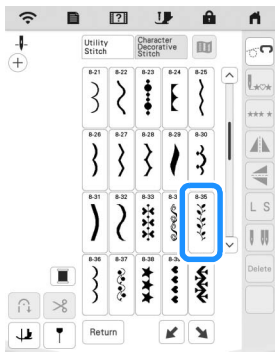 Utility
Stitch
Character
Decorative
Stitch
8-21 8-22 8-23 8-24 8-25
8-26 8-27 8-28 8-29 8-30
8-31 8-32 8-33 8-3 8-35
L S
8-36 8-37 8-38 8-39
Delete
Return